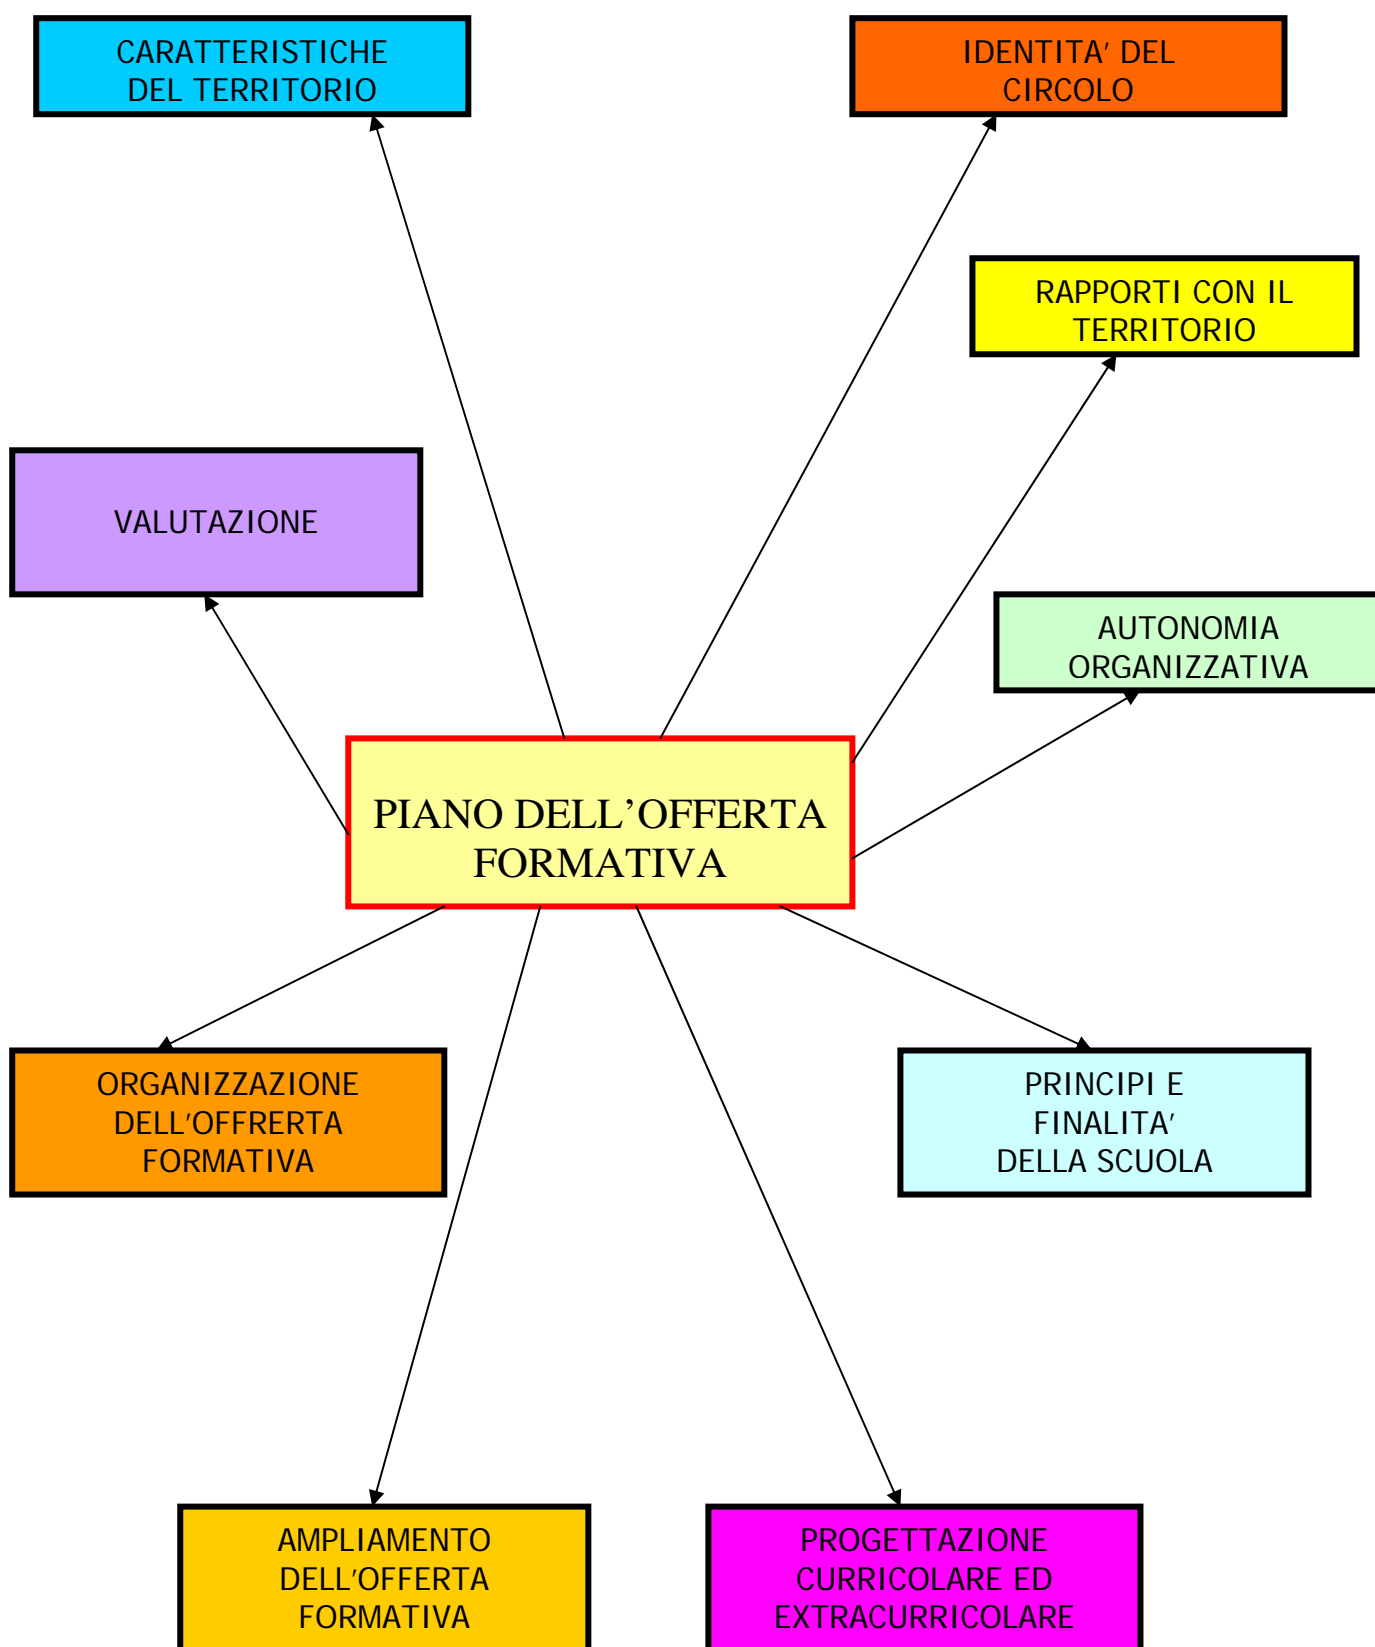 CARATTERISTICHE
DEL TERRITORIO
IDENTITA' DEL
CIRCOLO
RAPPORTI CON IL
TERRITORIO
VALUTAZIONE
AUTONOMIA
ORGANIZZATIVA
PIANO DELL'OFFERTA
FORMATIVA
ORGANIZZAZIONE
DELL'OFFRERTA
FORMATIVA
PRINCIPI E
FINALITA'
DELLA SCUOLA
AMPLIAMENTO
DELL'OFFERTA
FORMATIVA
PROGETTAZIONE
CURRICOLARE ED
EXTRACURRICOLARE